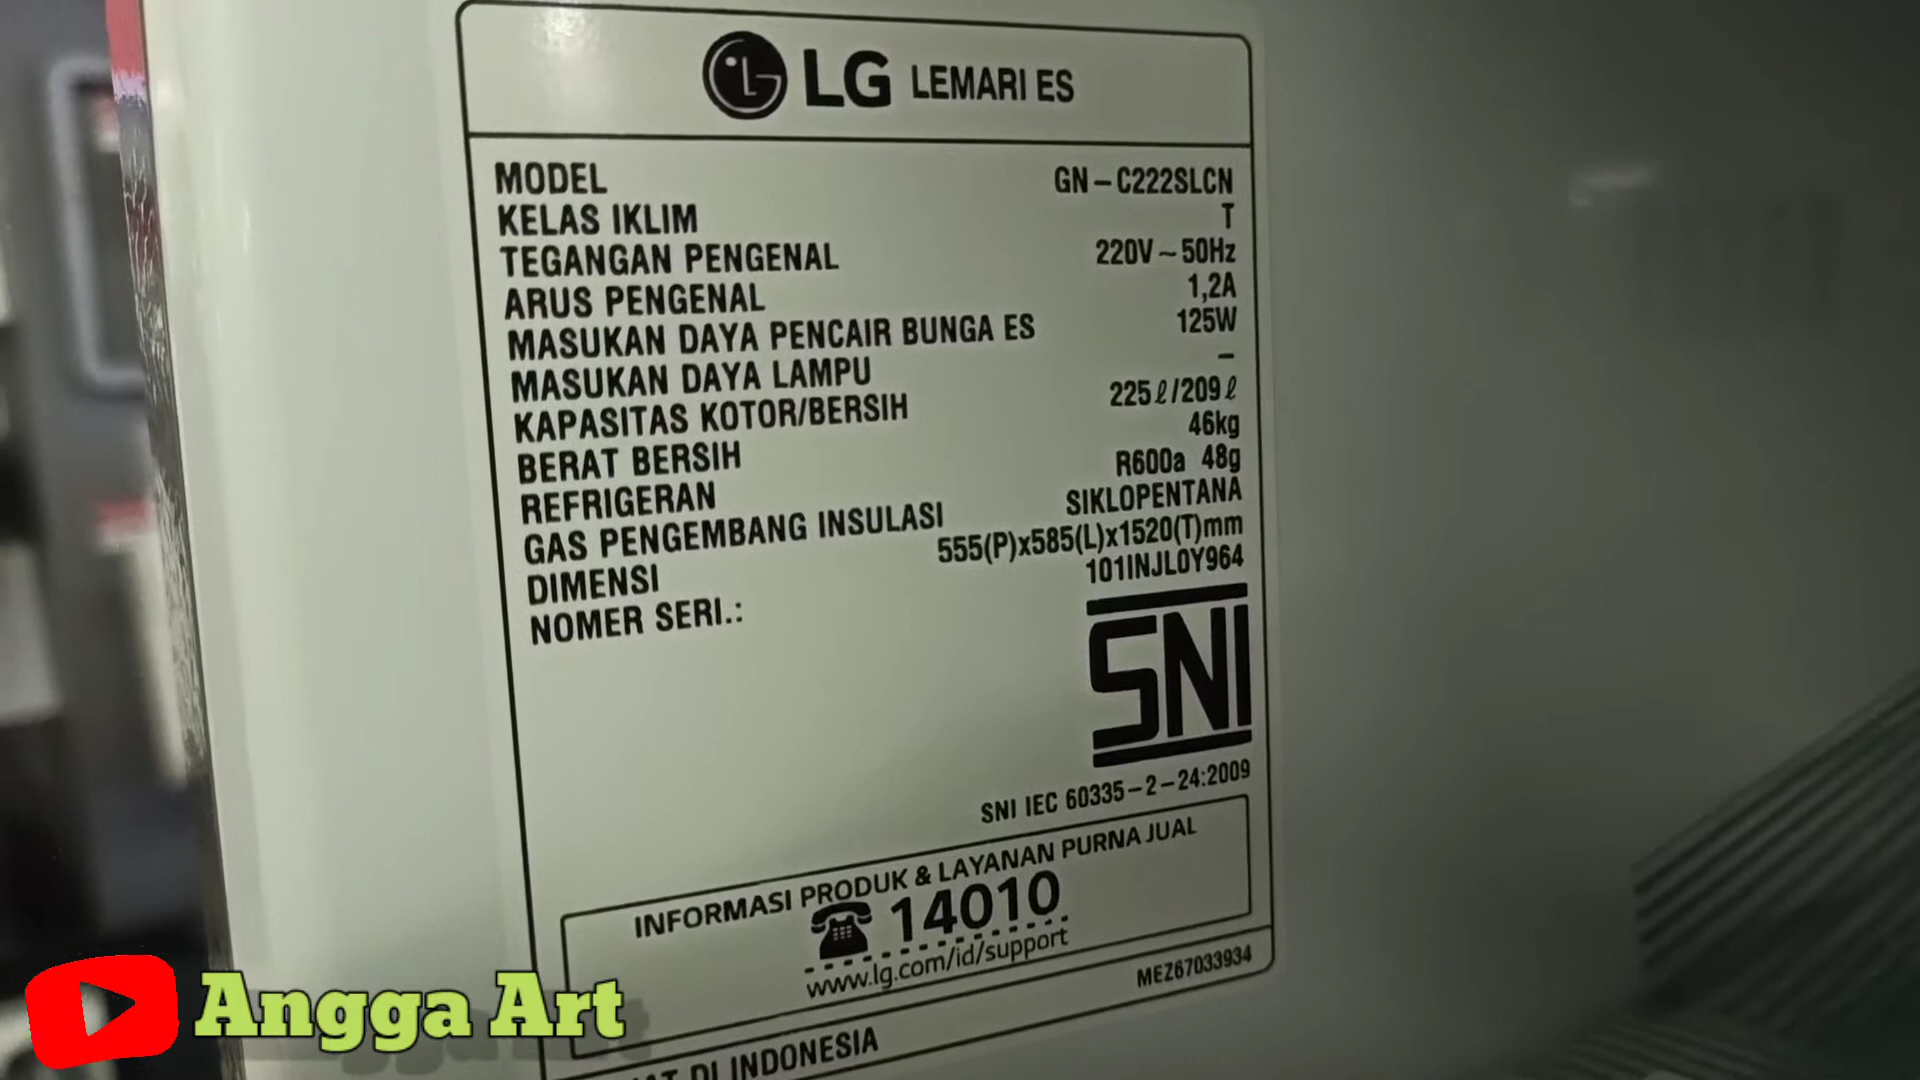 LG LEMARI ES
MODEL GN-C222SLCN
KELAS IKLIM T
TEGANGAN PENGENAL 220V ~ 50Hz
ARUS PENGENAL 1,2A
MASUKAN DAYA PENCAIR BUNGA ES 125W
MASUKAN DAYA LAMPU –
KAPASITAS KOTOR/BERSIH 225ℓ/209ℓ
BERAT BERSIH 46kg
REFRIGERAN R600a 48g
GAS PENGEMBANG INSULASI SIKLOPENTANA
DIMENSI 555(P)x585(L)x1520(T)mm
NOMER SERI.: 101INJL0Y964
SNI
SNI IEC 60335-2-24:2009
INFORMASI PRODUK & LAYANAN PURNA JUAL
14010
www.lg.com/id/support
MEZ67033934
DI INDONESIA
Angga Art